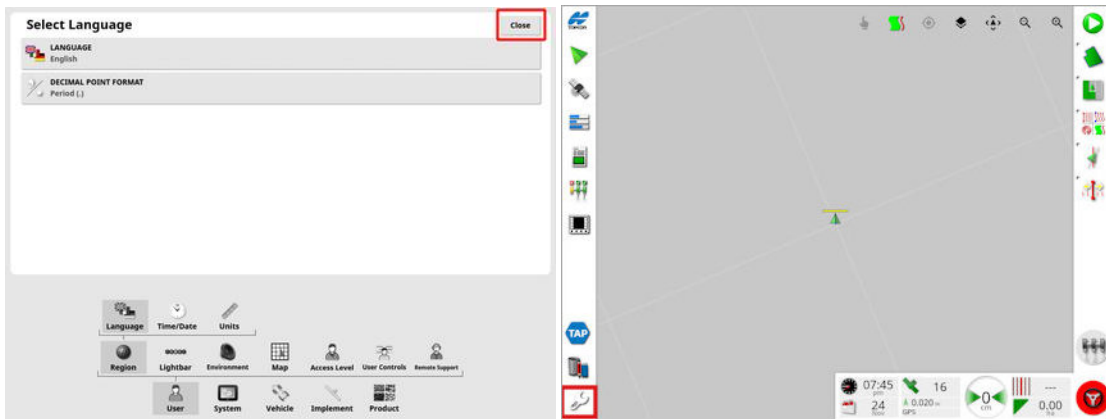 Select Language
Close
LANGUAGE
English
DECIMAL POINT FORMAT
Period (.)
Language Time/Date Units
Region Lightbar Environment Map Access Level User Controls Remote Support
User System Vehicle Implement Product
TOPCON
TAP
07:45
pm
24
16
0.020 m
GPS
0
cm
---
0.00
ha